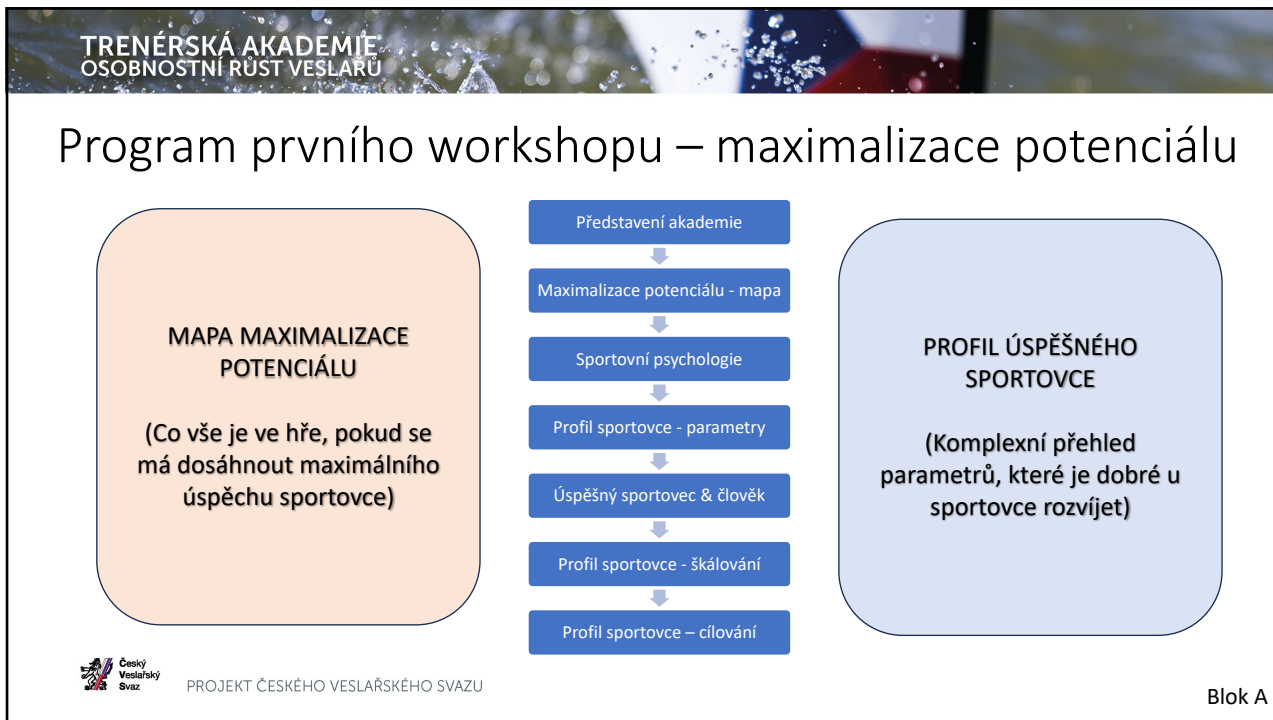 TRENÉRSKÁ AKADEMIE
OSOBNOSTNÍ RŮST VESLAŘŮ
Program prvního workshopu – maximalizace potenciálu
MAPA MAXIMALIZACE
POTENCIÁLU
(Co vše je ve hře, pokud se
má dosáhnout maximálního
úspěchu sportovce)
Představení akademie
Maximalizace potenciálu - mapa
Sportovní psychologie
Profil sportovce - parametry
Úspěšný sportovec & člověk
Profil sportovce - škálování
Profil sportovce – cílování
PROFIL ÚSPĚŠNÉHO
SPORTOVCE
(Komplexní přehled
parametrů, které je dobré u
sportovce rozvíjet)
Český
Veslařský
Svaz
PROJEKT ČESKÉHO VESLAŘSKÉHO SVAZU
Blok A